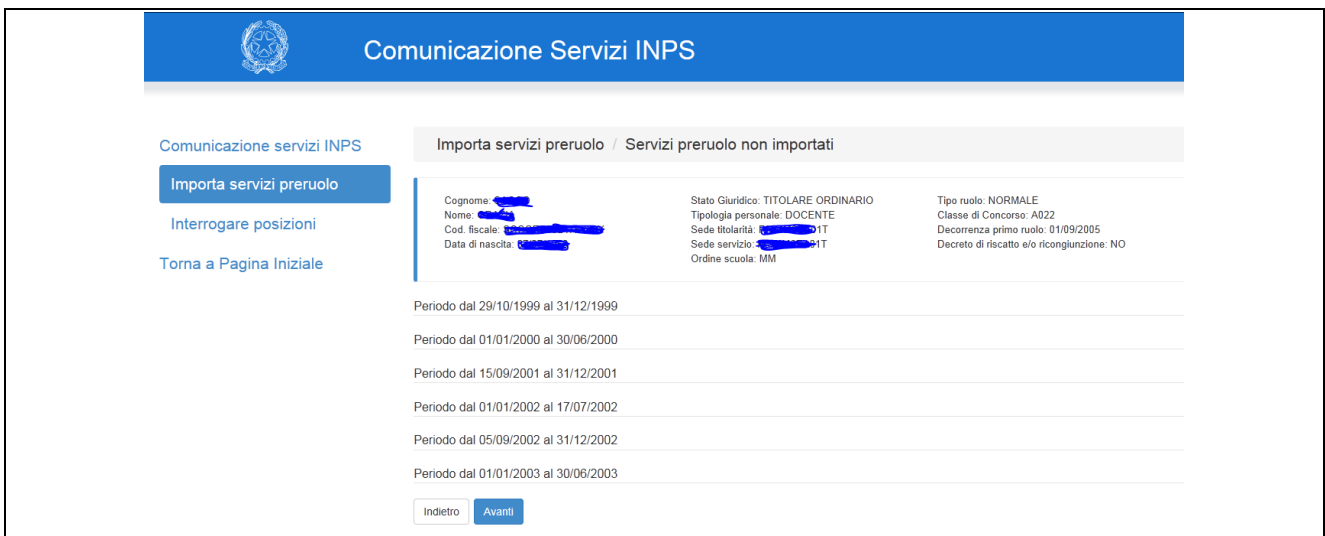 Comunicazione Servizi INPS
Comunicazione servizi INPS
Importa servizi preruolo
Interrogare posizioni
Torna a Pagina Iniziale
Importa servizi preruolo / Servizi preruolo non importati
Cognome:
Nome:
Cod. fiscale:
Data di nascita:
Stato Giuridico: TITOLARE ORDINARIO
Tipologia personale: DOCENTE
Sede titolarità:
Sede servizio:
Ordine scuola: MM
Tipo ruolo: NORMALE
Classe di Concorso: A022
Decorrenza primo ruolo: 01/09/2005
Decreto di riscatto e/o ricongiunzione: NO
Periodo dal 29/10/1999 al 31/12/1999
Periodo dal 01/01/2000 al 30/06/2000
Periodo dal 15/09/2001 al 31/12/2001
Periodo dal 01/01/2002 al 17/07/2002
Periodo dal 05/09/2002 al 31/12/2002
Periodo dal 01/01/2003 al 30/06/2003
Indietro Avanti